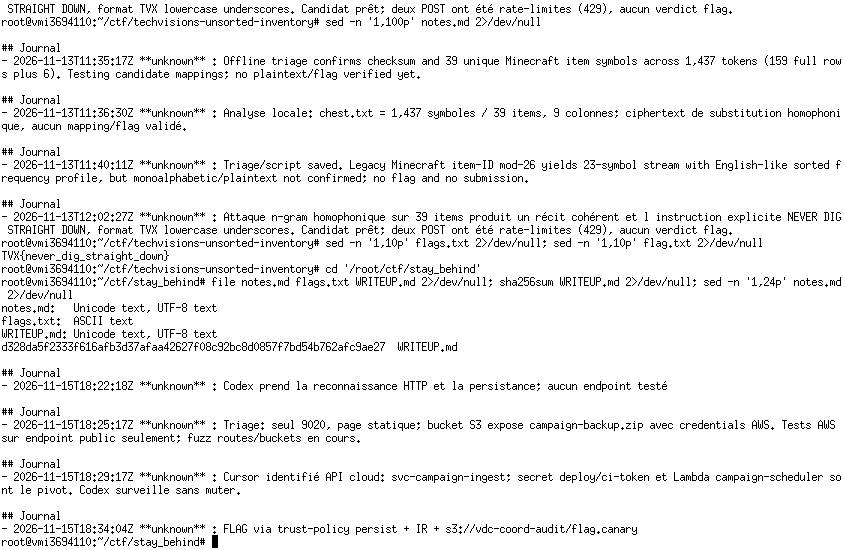 STRAIGHT DOWN, format TVX lowercase underscores. Candidat prêt; deux POST ont été rate-limites (429), aucun verdict flag.
root@vmi3694110:~/ctf/techvisions-unsorted-inventory# sed -n '1,100p' notes.md 2>/dev/null

## Journal
- 2026-11-13T11:35:17Z **unknown** : Offline triage confirms checksum and 39 unique Minecraft item symbols across 1,437 tokens (159 full row
s plus 6). Testing candidate mappings; no plaintext/flag verified yet.

## Journal
- 2026-11-13T11:36:30Z **unknown** : Analyse locale: chest.txt = 1,437 symboles / 39 items, 9 colonnes; ciphertext de substitution homophoni
que, aucun mapping/flag validé.

## Journal
- 2026-11-13T11:40:11Z **unknown** : Triage/script saved. Legacy Minecraft item-ID mod-26 yields 23-symbol stream with English-like sorted f
requency profile, but monoalphabetic/plaintext not confirmed; no flag and no submission.

## Journal
- 2026-11-13T12:02:27Z **unknown** : Attaque n-gram homophonique sur 39 items produit un récit cohérent et l instruction explicite NEVER DIG
 STRAIGHT DOWN, format TVX lowercase underscores. Candidat prêt; deux POST ont été rate-limites (429), aucun verdict flag.
root@vmi3694110:~/ctf/techvisions-unsorted-inventory# sed -n '1,10p' flags.txt 2>/dev/null; sed -n '1,10p' flag.txt 2>/dev/null
TVX{never_dig_straight_down}
root@vmi3694110:~/ctf/techvisions-unsorted-inventory# cd '/root/ctf/stay_behind'
root@vmi3694110:~/ctf/stay_behind# file notes.md flags.txt WRITEUP.md 2>/dev/null; sha256sum WRITEUP.md 2>/dev/null; sed -n '1,24p' notes.md
 2>/dev/null
notes.md:   Unicode text, UTF-8 text
flags.txt:  ASCII text
WRITEUP.md: Unicode text, UTF-8 text
d328da5f2333f616afb3d37afaa42627f08c92bc8d0857f7bd54b762afc9ae27  WRITEUP.md

## Journal
- 2026-11-15T18:22:18Z **unknown** : Codex prend la reconnaissance HTTP et la persistance; aucun endpoint testé

## Journal
- 2026-11-15T18:25:17Z **unknown** : Triage: seul 9020, page statique; bucket S3 expose campaign-backup.zip avec credentials AWS. Tests AWS
sur endpoint public seulement; fuzz routes/buckets en cours.

## Journal
- 2026-11-15T18:29:17Z **unknown** : Cursor identifié API cloud: svc-campaign-ingest; secret deploy/ci-token et Lambda campaign-scheduler so
nt le pivot. Codex surveille sans muter.

## Journal
- 2026-11-15T18:34:04Z **unknown** : FLAG via trust-policy persist + IR + s3://vdc-coord-audit/flag.canary
root@vmi3694110:~/ctf/stay_behind#